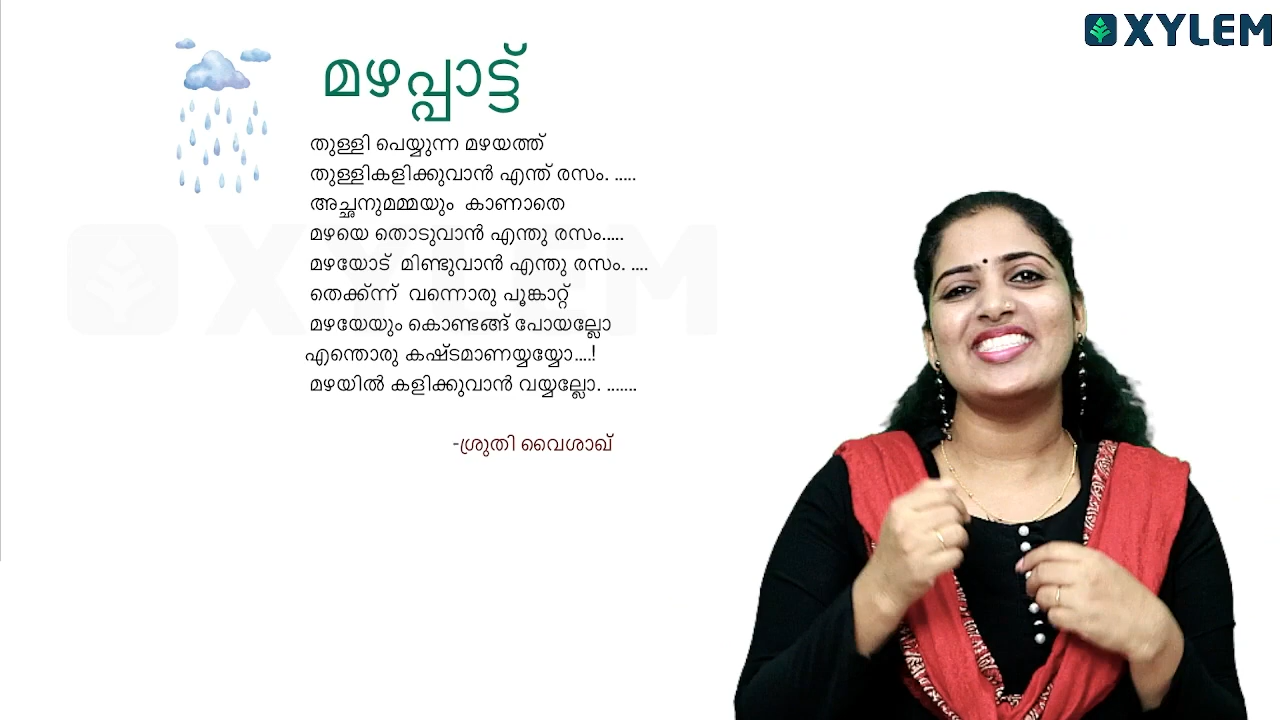 XYLEM
മഴപ്പാട്ട്
തുള്ളി പെയ്യുന്ന മഴയത്ത്
തുള്ളികളിക്കുവാൻ എന്ത് രസം. .....
അച്ഛനുമമ്മയും കാണാതെ
മഴയെ തൊടുവാൻ എന്തു രസം.....
മഴയോട് മിണ്ടുവാൻ എന്തു രസം. ....
തെക്ക്ന്ന് വന്നൊരു പൂങ്കാറ്റ്
മഴയേയും കൊണ്ടങ്ങ് പോയല്ലോ
എന്തൊരു കഷ്ടമാണയ്യയ്യോ....!
മഴയിൽ കളിക്കുവാൻ വയ്യല്ലോ. .......
-ശ്രുതി വൈശാഖ്
XYLEM